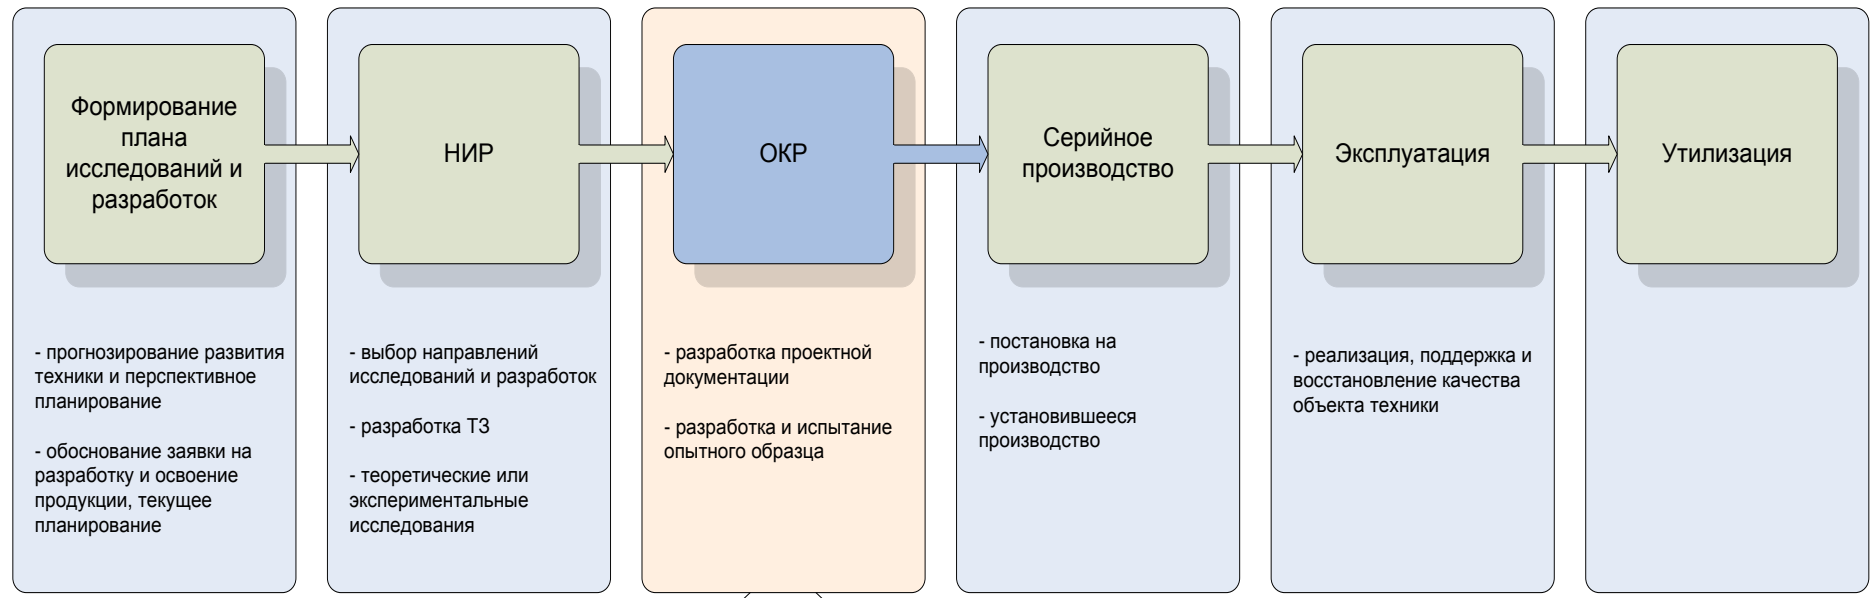 Формирование
плана
исследований и
разработок
НИР
ОКР
Серийное
производство
Эксплуатация
Утилизация
- прогнозирование развития
техники и перспективное
планирование
- обоснование заявки на
разработку и освоение
продукции, текущее
планирование
- выбор направлений
исследований и разработок
- разработка ТЗ
- теоретические или
экспериментальные
исследования
- разработка проектной
документации
- разработка и испытание
опытного образца
- постановка на
производство
- установившееся
производство
- реализация, поддержка и
восстановление качества
объекта техники